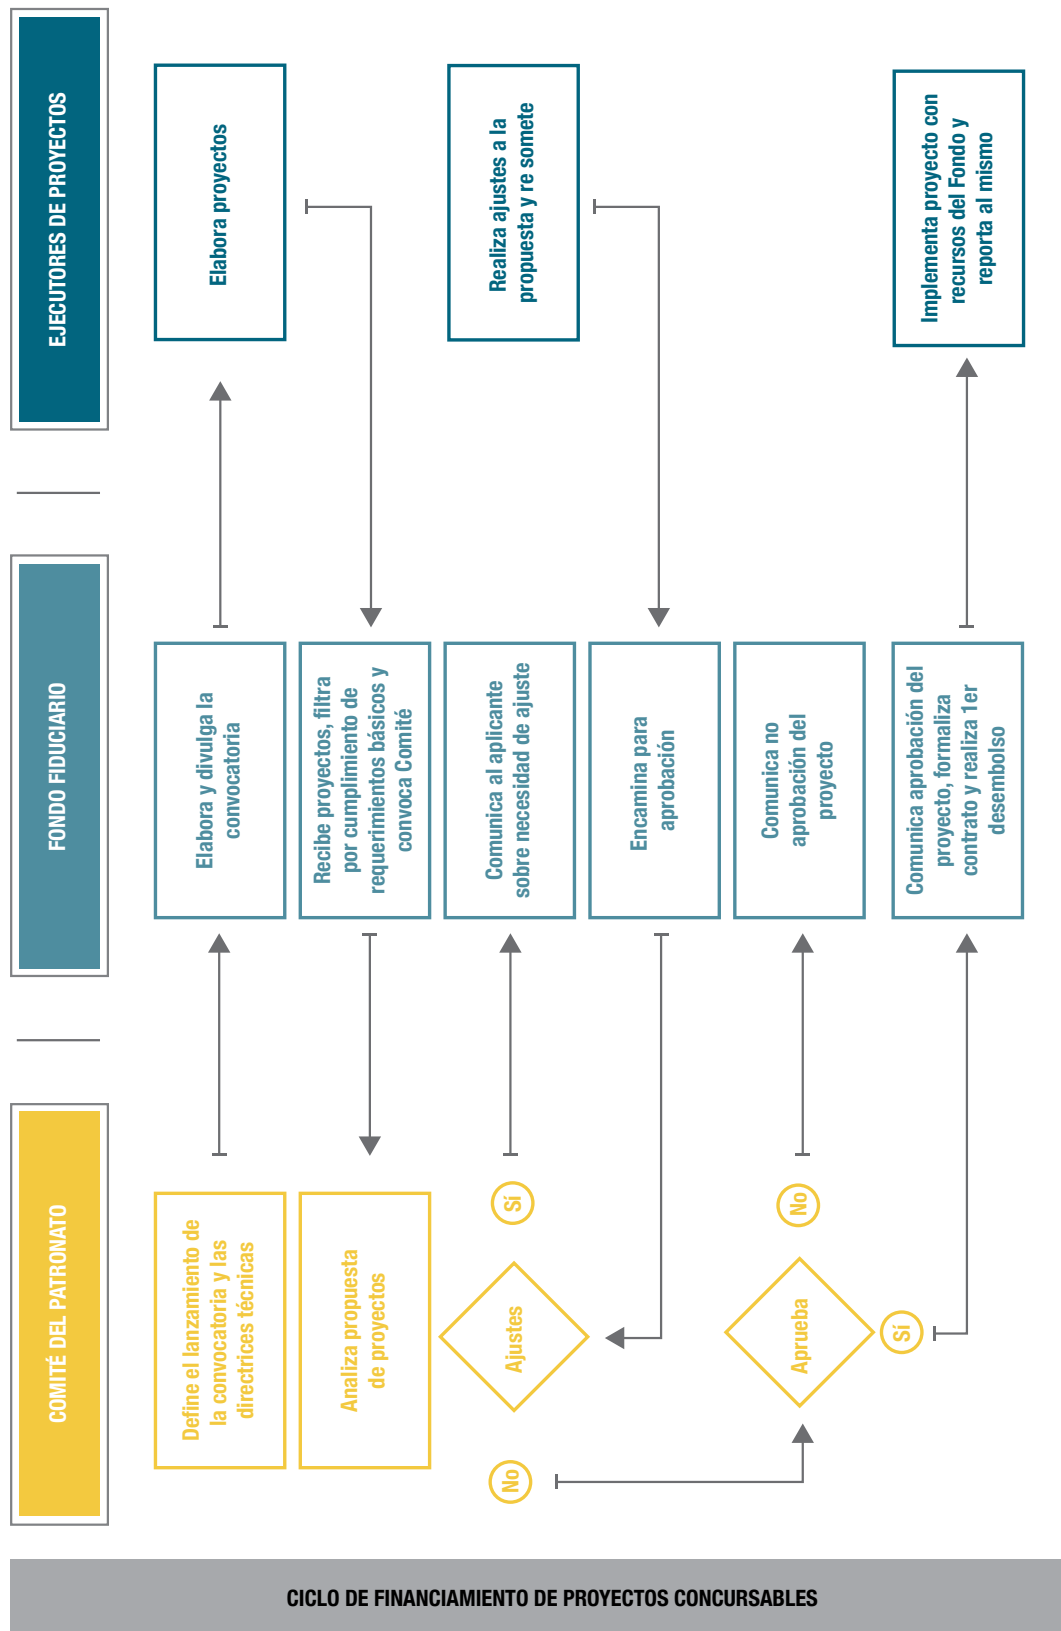 CICLO DE FINANCIAMIENTO DE PROYECTOS CONCURSABLES
COMITÉ DEL PATRONATO
FONDO FIDUCIARIO
EJECUTORES DE PROYECTOS
Define el lanzamiento de
la convocatoria y las
directrices técnicas
Elabora y divulga la
convocatoria
Elabora proyectos
Analiza propuesta
de proyectos
Recibe proyectos, filtra
por cumplimiento de
requerimientos básicos y
convoca Comité
No
Ajustes
Sí
Comunica al aplicante
sobre necesidad de ajuste
Realiza ajustes a la
propuesta y re somete
Encamina para
aprobación
Aprueba
No
Comunica no
aprobación del
proyecto
Sí
Comunica aprobación del
proyecto, formaliza
contrato y realiza 1er
desembolso
Implementa proyecto con
recursos del Fondo y
reporta al mismo